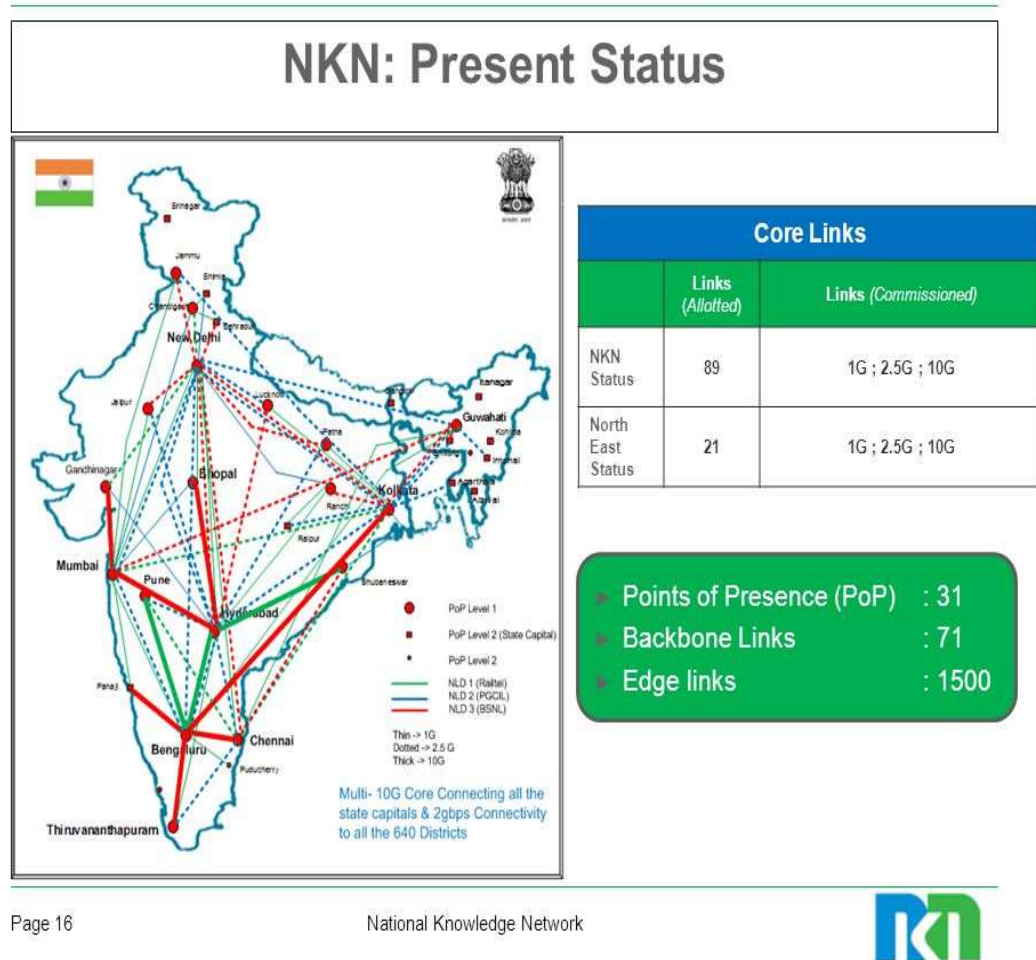 NKN: Present Status
Srinagar
Jammu
Shimla
Chandigarh
Dehradun
New Delhi
Jaipur
Lucknow
Patna
Itanagar
Guwahati
Kohima
Imphal
Agarthala
Aizwal
Gandhinagar
Bhopal
Ranchi
Kolkata
Raipur
Mumbai
Pune
Bhubaneswar
Hyderabad
Panaji
Bengaluru
Chennai
Puducherry
Thiruvananthapuram
PoP Level 1
PoP Level 2 (State Capital)
PoP Level 2
NLD 1 (Railtel)
NLD 2 (PGCIL)
NLD 3 (BSNL)
Thin -> 1G
Dotted -> 2.5 G
Thick -> 10G
Multi- 10G Core Connecting all the
state capitals & 2gbps Connectivity
to all the 640 Districts
Core Links
Links (Allotted) Links (Commissioned)
NKN Status 89 1G ; 2.5G ; 10G
North East Status 21 1G ; 2.5G ; 10G
Points of Presence (PoP) : 31
Backbone Links : 71
Edge links : 1500
Page 16 National Knowledge Network